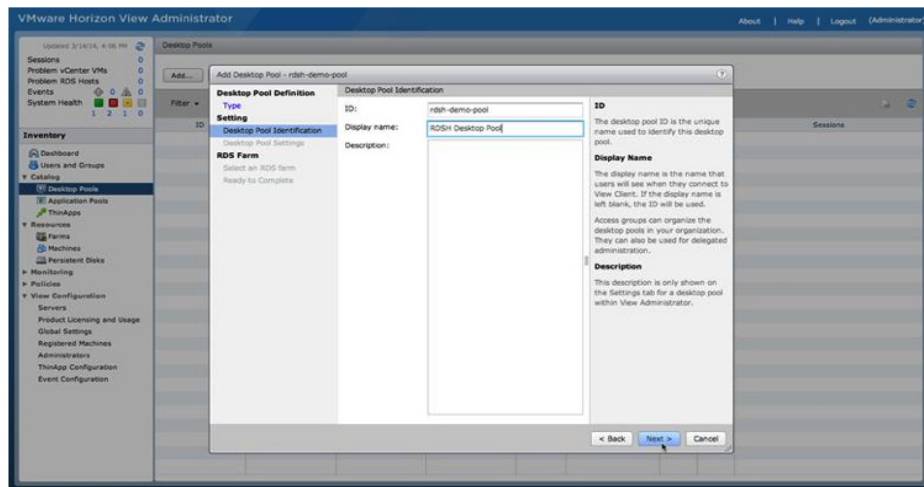 VMware Horizon View Administrator
About | Help | Logout (Administrator)
Updated 3/14/14, 4:06 PM
Sessions 0
Problem vCenter VMs 0
Problem RDS Hosts 0
Events 0 0
System Health
1 2 1 0
Inventory
Dashboard
Users and Groups
Catalog
Desktop Pools
Application Pools
ThinApps
Resources
Farms
Machines
Persistent Disks
Monitoring
Policies
View Configuration
Servers
Product Licensing and Usage
Global Settings
Registered Machines
Administrators
ThinApp Configuration
Event Configuration
Desktop Pools
Add...
Filter
ID
Sessions
Add Desktop Pool - rdsh-demo-pool
?
Desktop Pool Definition
Type
Setting
Desktop Pool Identification
Desktop Pool Settings
RDS Farm
Select an RDS farm
Ready to Complete
Desktop Pool Identification
ID: rdsh-demo-pool
Display name: RDSH Desktop Pool
Description:
ID
The desktop pool ID is the unique
name used to identify this desktop
pool.
Display Name
The display name is the name that
users will see when they connect to
View Client. If the display name is
left blank, the ID will be used.
Access groups can organize the
desktop pools in your organization.
They can also be used for delegated
administration.
Description
This description is only shown on
the Settings tab for a desktop pool
within View Administrator.
< Back
Next >
Cancel